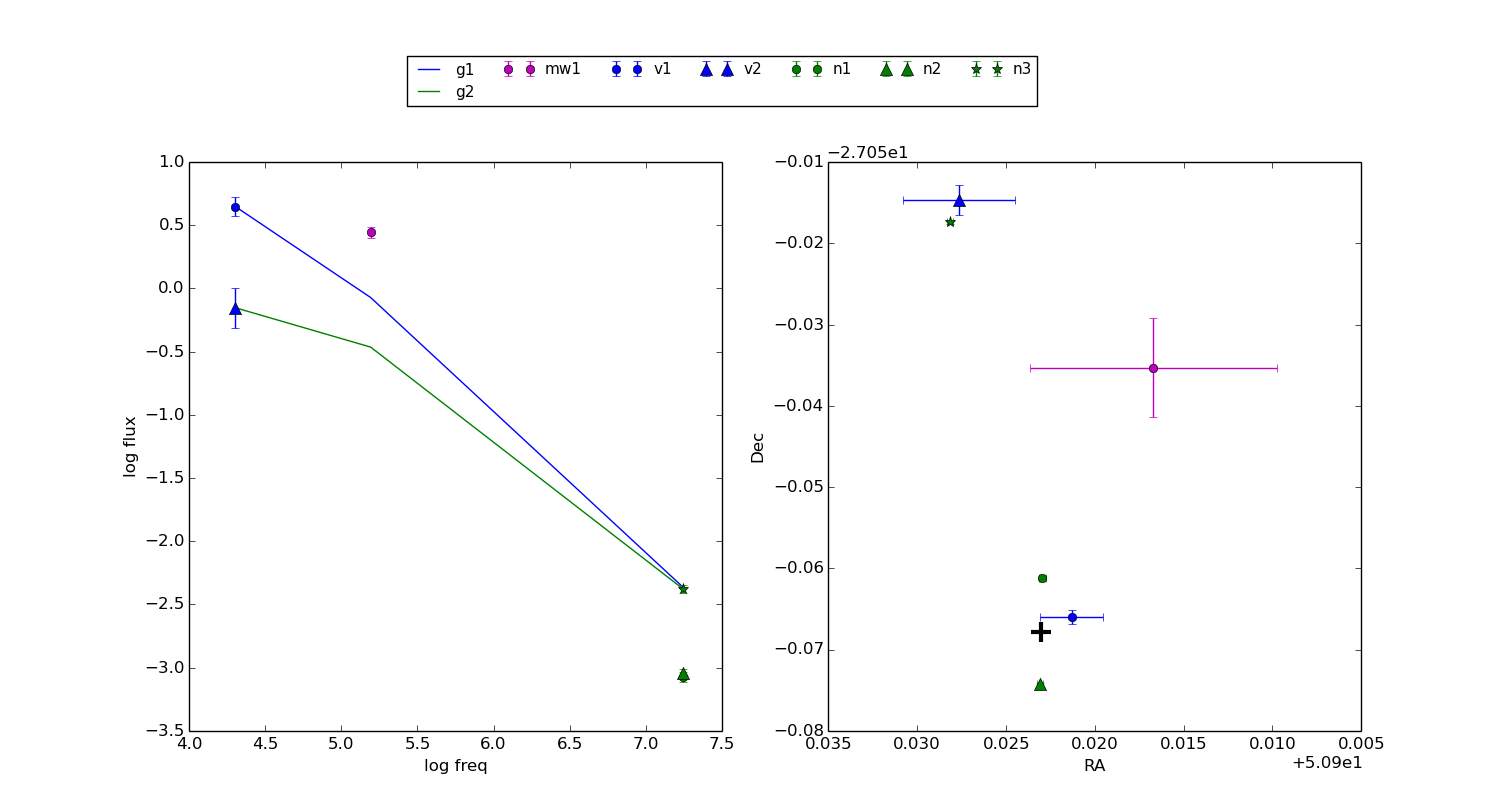 g1 mw1 v1 v2 n1 n2 n3
g2
1.0
0.5
0.0
−0.5
−1.0
−1.5
−2.0
−2.5
−3.0
−3.5
log flux
4.0 4.5 5.0 5.5 6.0 6.5 7.0 7.5
log freq
−2.705e1
−0.01
−0.02
−0.03
−0.04
−0.05
−0.06
−0.07
−0.08
Dec
0.035 0.030 0.025 0.020 0.015 0.010 0.005
+5.09e1
RA